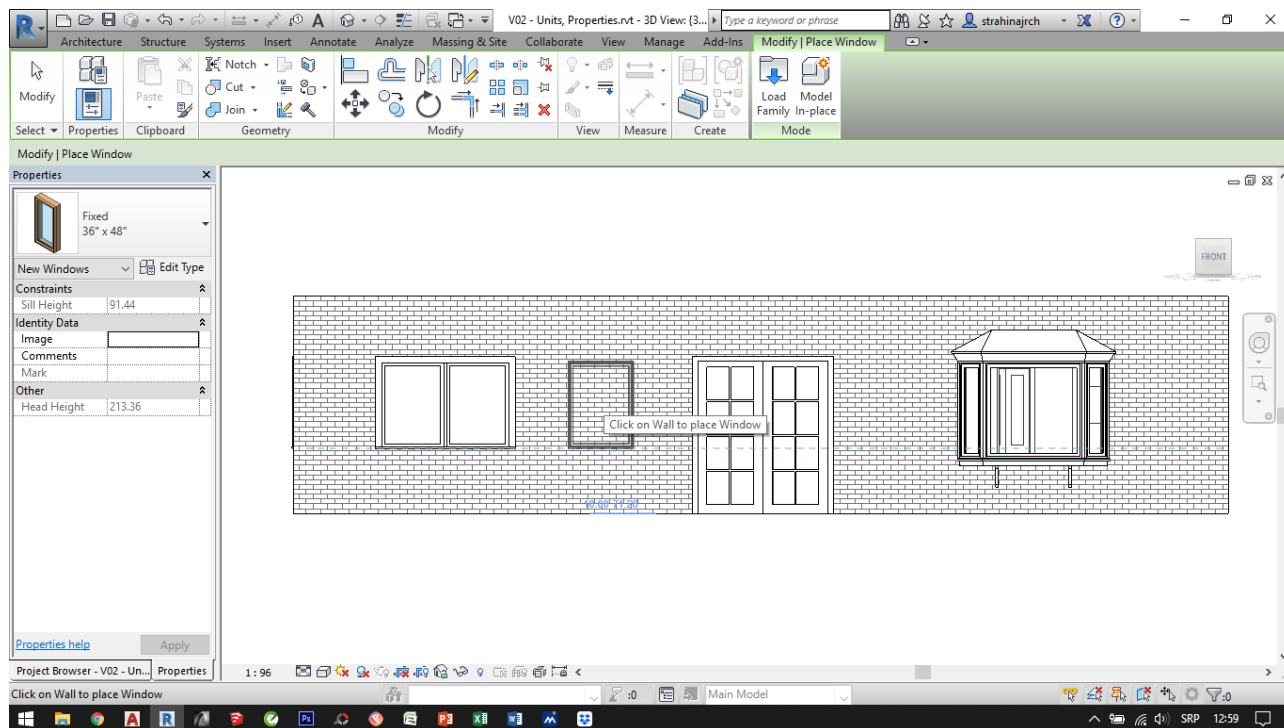 R
A
V02 - Units, Properties.rvt - 3D View: {3...
Type a keyword or phrase
strahinajrch
Architecture Structure Systems Insert Annotate Analyze Massing & Site Collaborate View Manage Add-Ins Modify | Place Window
Modify
Paste
Notch
Cut
Join
Load Family
Model In-place
Select Properties Clipboard Geometry Modify View Measure Create Mode
Modify | Place Window
Properties
Fixed
36" x 48"
New Windows Edit Type
Constraints
Sill Height 91.44
Identity Data
Image
Comments
Mark
Other
Head Height 213.36
FRONT
Click on Wall to place Window
Properties help Apply
Project Browser - V02 - Un... Properties
1 : 96
Click on Wall to place Window
:0
Main Model
:0
SRP 12:59